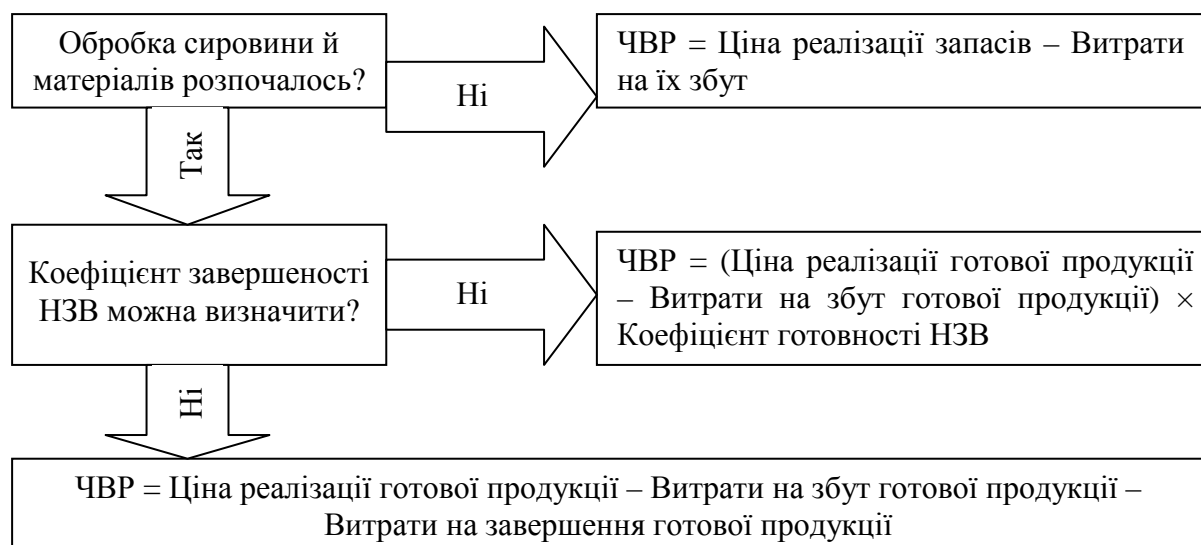 Обробка сировини й
матеріалів розпочалось?
Ні
ЧВР = Ціна реалізації запасів – Витрати
на їх збут
Так
Коефіцієнт завершеності
НЗВ можна визначити?
Ні
ЧВР = (Ціна реалізації готової продукції
– Витрати на збут готової продукції) ×
Коефіцієнт готовності НЗВ
Ні
ЧВР = Ціна реалізації готової продукції – Витрати на збут готової продукції –
Витрати на завершення готової продукції